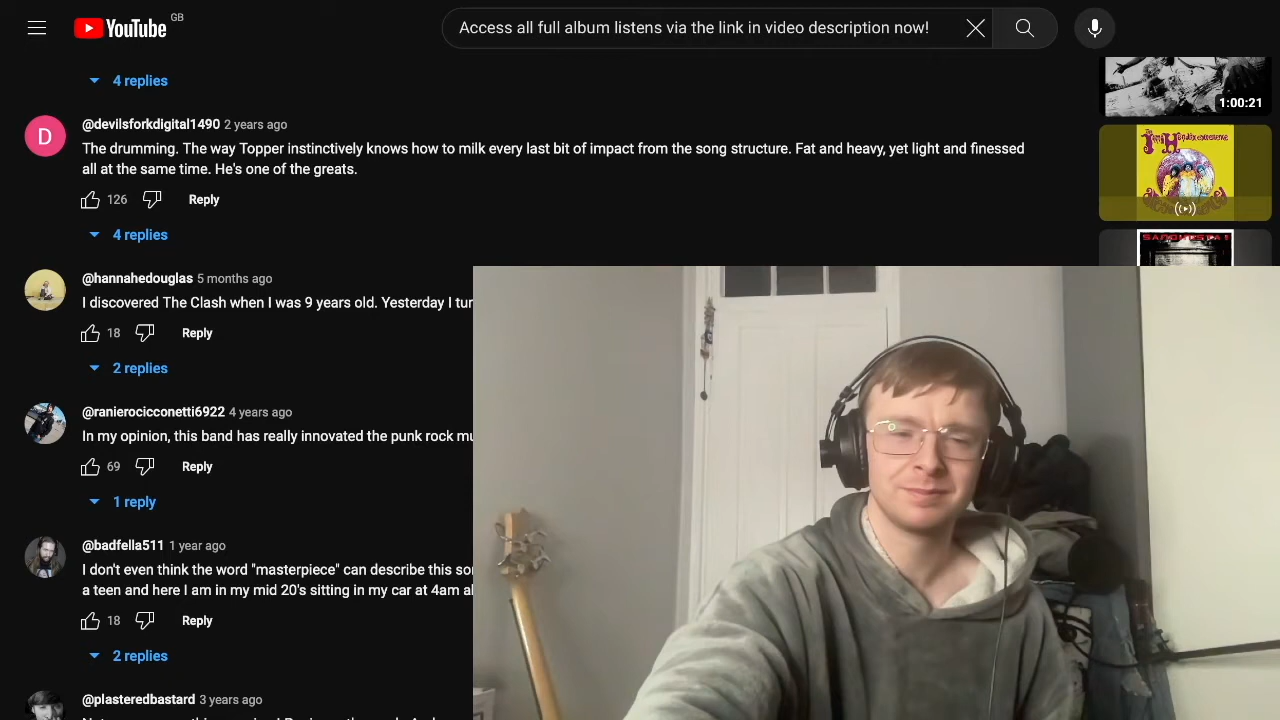 YouTube GB
Access all full album listens via the link in video description now!
4 replies
1:00:21
D
@devilsforkdigital1490 2 years ago
The drumming. The way Topper instinctively knows how to milk every last bit of impact from the song structure. Fat and heavy, yet light and finessed
all at the same time. He's one of the greats.
126 Reply
4 replies
@hannahedouglas 5 months ago
I discovered The Clash when I was 9 years old. Yesterday I
18 Reply
2 replies
@ranierocicconetti6922 4 years ago
In my opinion, this band has really innovated the punk rock
69 Reply
1 reply
@badfella511 1 year ago
I don't even think the word "masterpiece" can describe this
a teen and here I am in my mid 20's sitting in my car at 4am
18 Reply
2 replies
@plasteredbastard 3 years ago